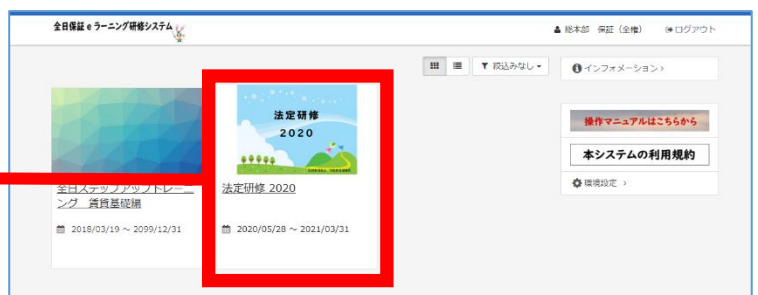 全日保証 e ラーニング研修システム
総本部 保証（全権） ログアウト
絞込みなし
インフォメーション
法定研修
2020
操作マニュアルはこちらから
本システムの利用規約
環境設定
全日ステップアップトレーニ
ング 賃貸基礎編
2018/03/19 ～ 2099/12/31
法定研修 2020
2020/05/28 ～ 2021/03/31